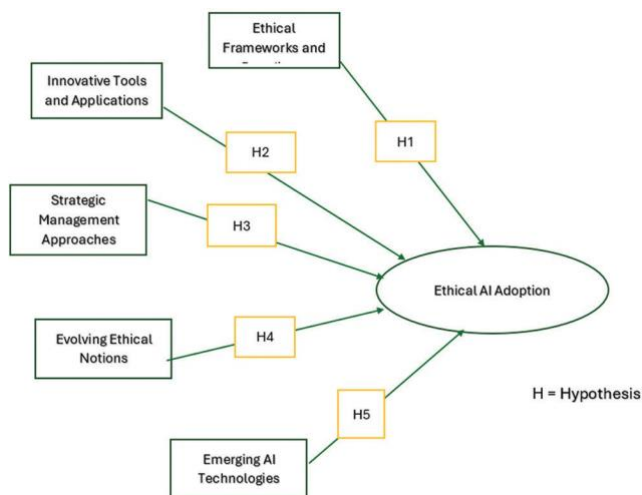 Ethical
Frameworks and
Innovative Tools
and Applications
H1
H2
Strategic
Management
Approaches
H3
Ethical AI Adoption
Evolving Ethical
Notions
H4
H = Hypothesis
H5
Emerging AI
Technologies